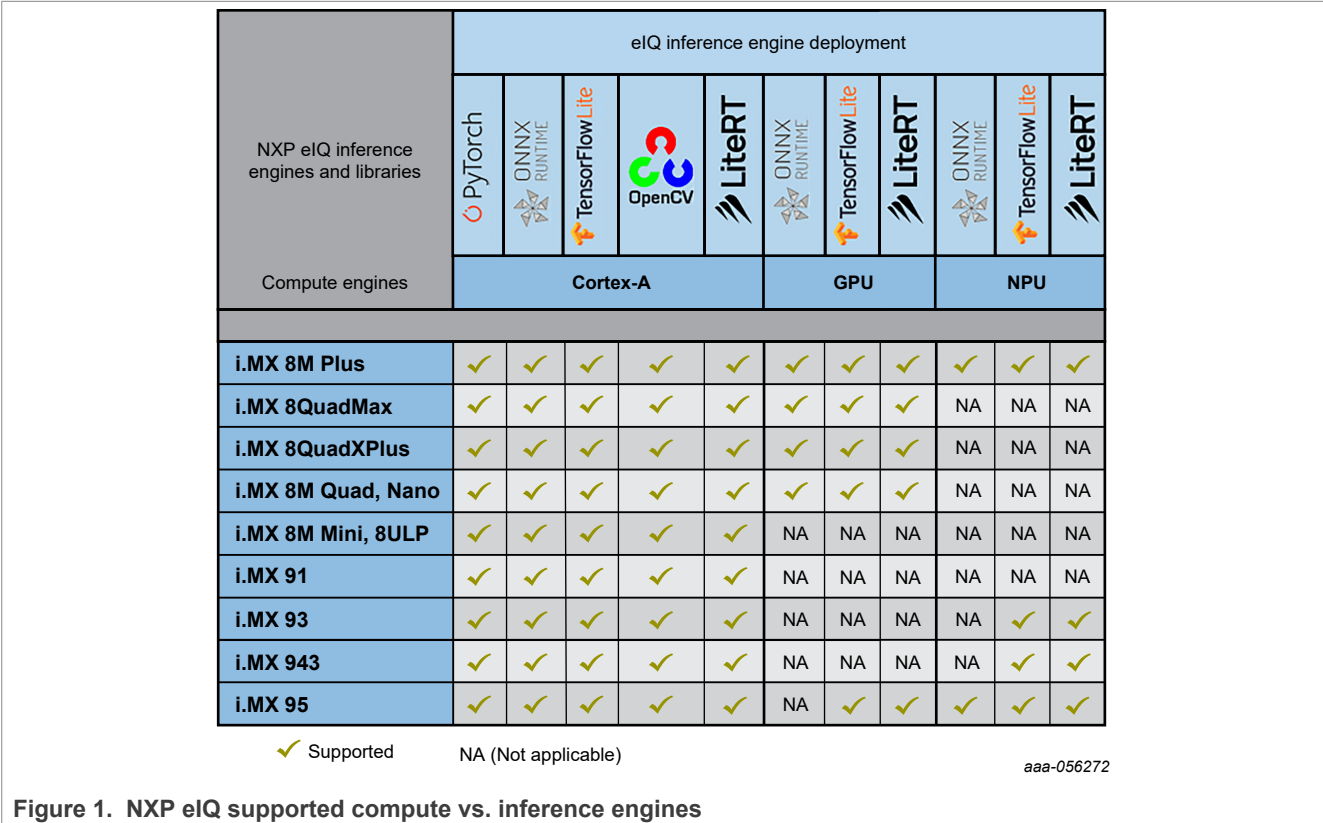 eIQ inference engine deployment
NXP eIQ inference
engines and libraries
PyTorch
ONNX
RUNTIME
TensorFlowLite
OpenCV
LiteRT
ONNX
RUNTIME
TensorFlowLite
LiteRT
ONNX
RUNTIME
TensorFlowLite
LiteRT
Compute engines Cortex-A GPU NPU
i.MX 8M Plus
i.MX 8QuadMax NA NA NA
i.MX 8QuadXPlus NA NA NA
i.MX 8M Quad, Nano NA NA NA
i.MX 8M Mini, 8ULP NA NA NA NA NA NA
i.MX 91 NA NA NA NA NA NA
i.MX 93 NA NA NA NA
i.MX 943 NA NA NA NA
i.MX 95 NA
Supported NA (Not applicable)
aaa-056272
Figure 1. NXP eIQ supported compute vs. inference engines